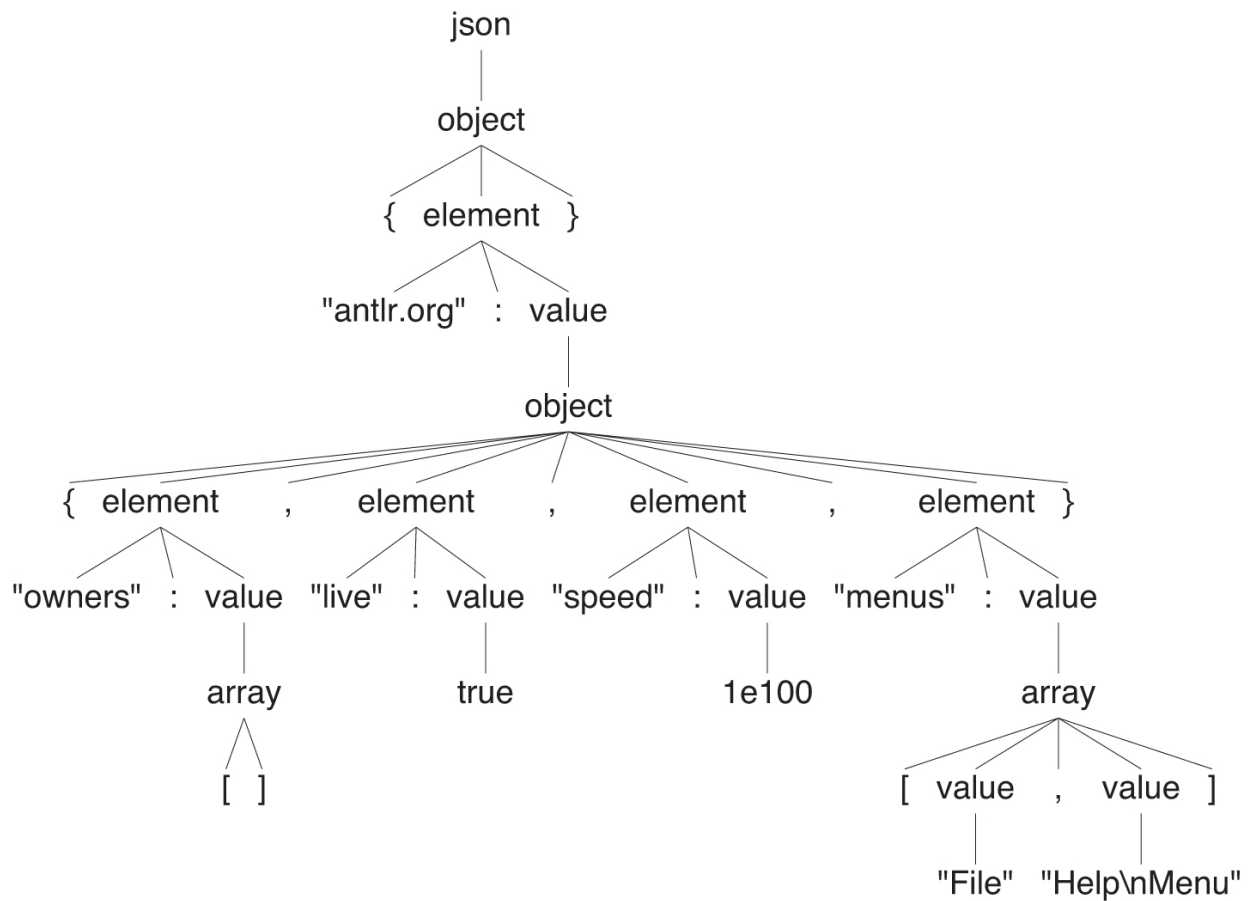 json
object
{ element }
"antlr.org" : value
object
{ element , element , element , element }
"owners" : value "live" : value "speed" : value "menus" : value
array true 1e100 array
[ ] [ value , value ]
"File" "Help\nMenu"